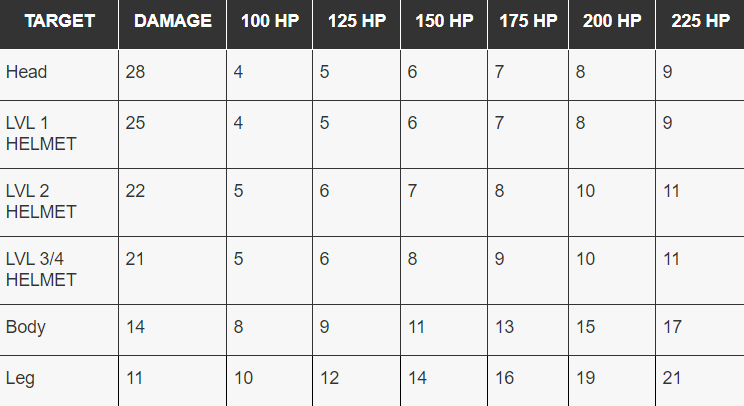 TARGET DAMAGE 100 HP 125 HP 150 HP 175 HP 200 HP 225 HP
Head 28 4 5 6 7 8 9
LVL 1 25 4 5 6 7 8 9
HELMET
LVL 2 22 5 6 7 8 10 11
HELMET
LVL 3/4 21 5 6 8 9 10 11
HELMET
Body 14 8 9 11 13 15 17
Leg 11 10 12 14 16 19 21